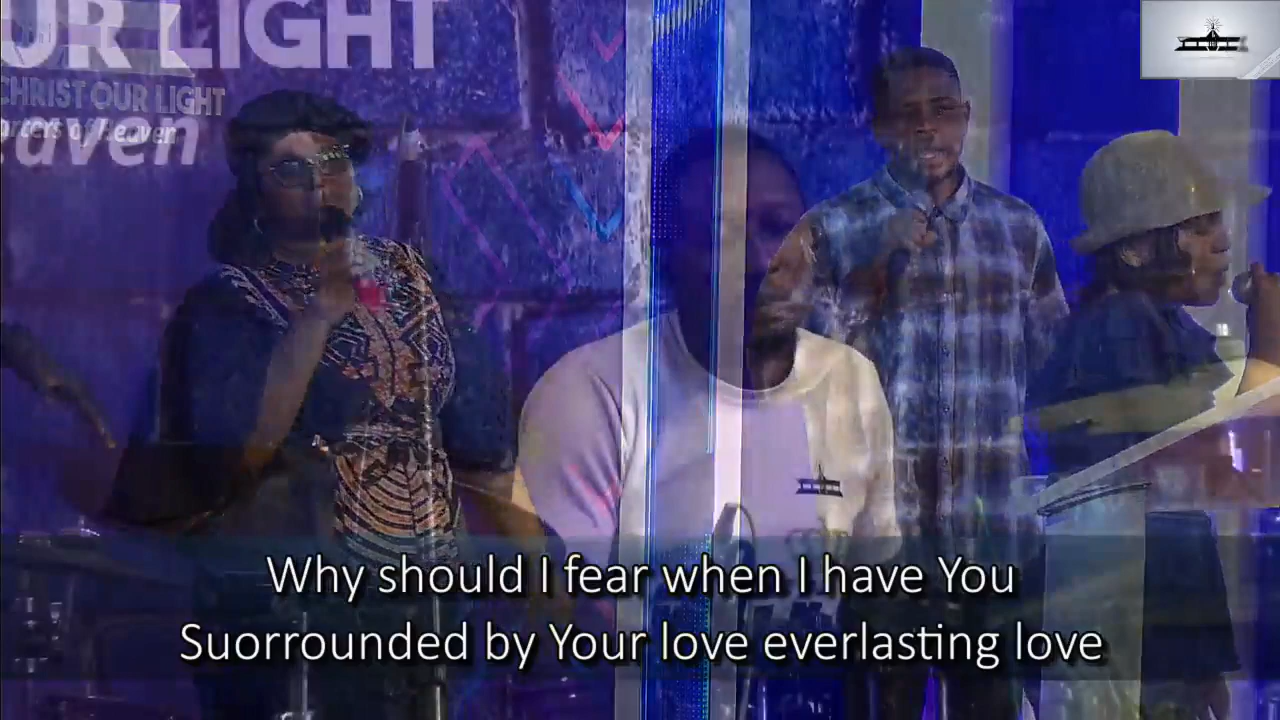 UR LIGHT
CHRIST OUR LIGHT
aven
Why should I fear when I have You
Suorrounded by Your love everlasting love